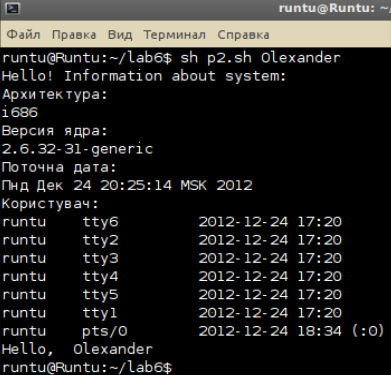 runtu@Runtu: ~/
Файл Правка Вид Терминал Справка
runtu@Runtu:~/lab6$ sh p2.sh Olexander
Hello! Information about system:
Архитектура:
i686
Версия ядра:
2.6.32-31-generic
Поточна дата:
Пнд Дек 24 20:25:14 MSK 2012
Користувач:
runtu    tty6         2012-12-24 17:20
runtu    tty2         2012-12-24 17:20
runtu    tty3         2012-12-24 17:20
runtu    tty4         2012-12-24 17:20
runtu    tty5         2012-12-24 17:20
runtu    tty1         2012-12-24 17:20
runtu    pts/0        2012-12-24 18:34 (:0)
Hello,  Olexander
runtu@Runtu:~/lab6$